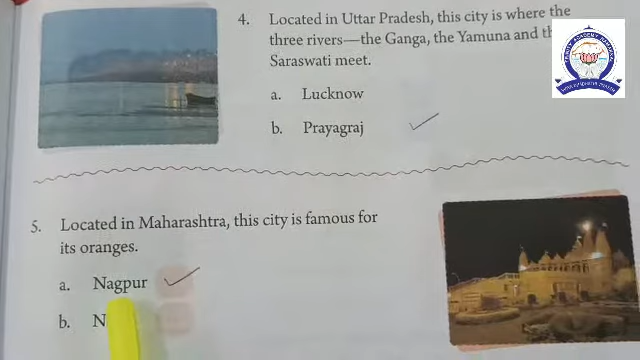 4. Located in Uttar Pradesh, this city is where the
three rivers—the Ganga, the Yamuna and
Saraswati meet.
a. Lucknow
b. Prayagraj
5. Located in Maharashtra, this city is famous for
its oranges.
a. Nagpur
b.